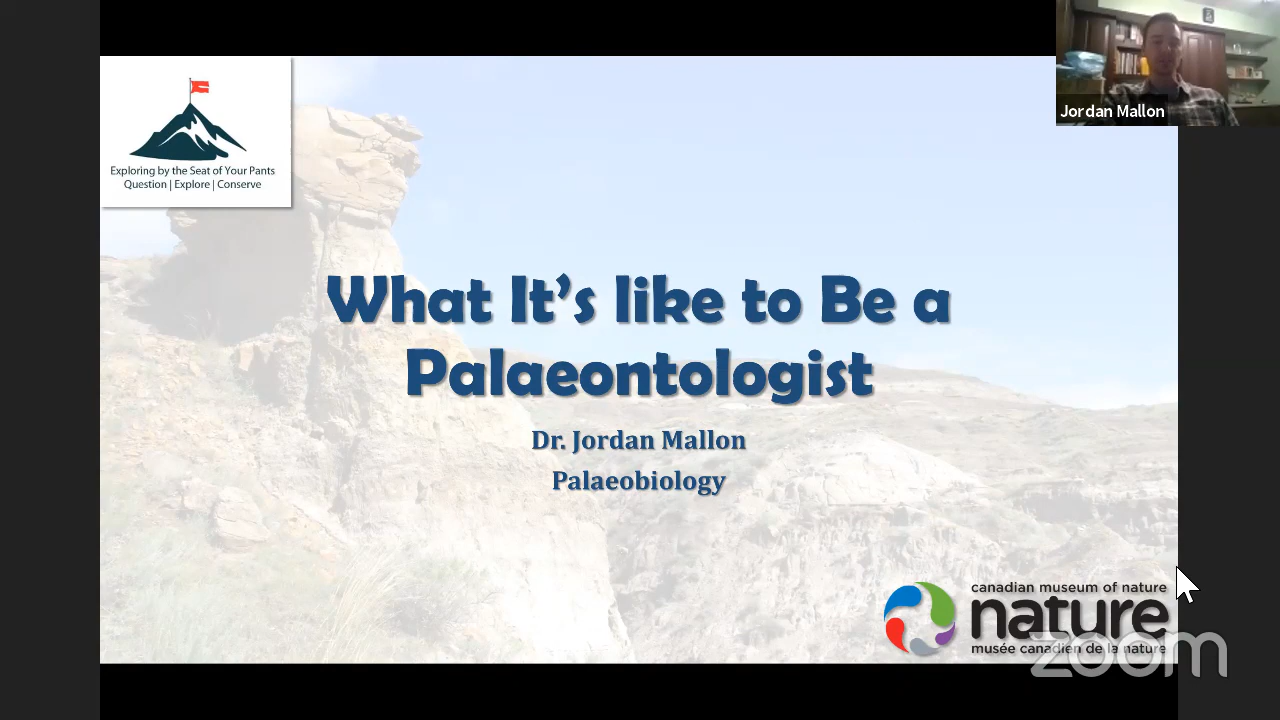 Jordan Mallon
Exploring by the Seat of Your Pants
Question | Explore | Conserve
What It’s like to Be a
Palaeontologist
Dr. Jordan Mallon
Palaeobiology
canadian museum of nature
nature
musée canadien de la nature
zoom